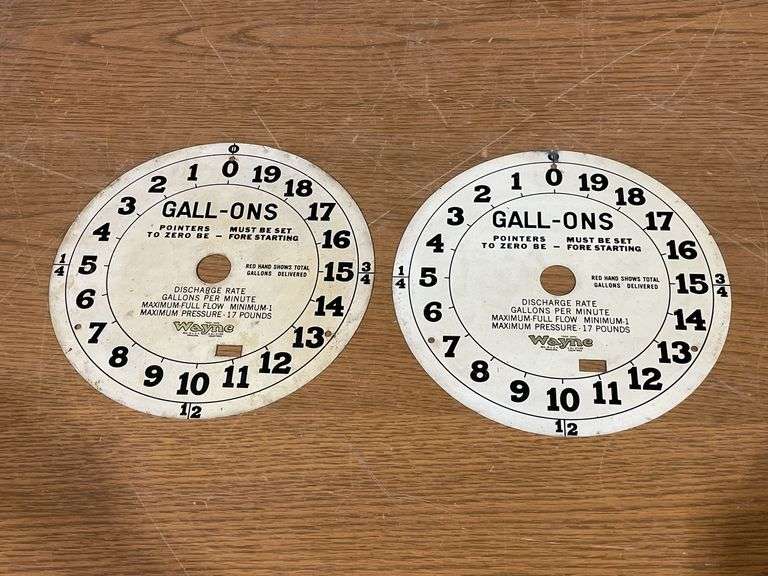 0
0 19 18 17 16 15 14 13 12 11 10 9 8 7 6 5 4 3 2 1
1/4
3/4
1/2
GALL-ONS
POINTERS MUST BE SET
TO ZERO BE - FORE STARTING
RED HAND SHOWS TOTAL
GALLONS DELIVERED
DISCHARGE RATE
GALLONS PER MINUTE
MAXIMUM-FULL FLOW MINIMUM-1
MAXIMUM PRESSURE-17 POUNDS
Wayne
0
0 19 18 17 16 15 14 13 12 11 10 9 8 7 6 5 4 3 2 1
1/4
3/4
1/2
GALL-ONS
POINTERS MUST BE SET
TO ZERO BE - FORE STARTING
RED HAND SHOWS TOTAL
GALLONS DELIVERED
DISCHARGE RATE
GALLONS PER MINUTE
MAXIMUM-FULL FLOW MINIMUM-1
MAXIMUM PRESSURE-17 POUNDS
Wayne